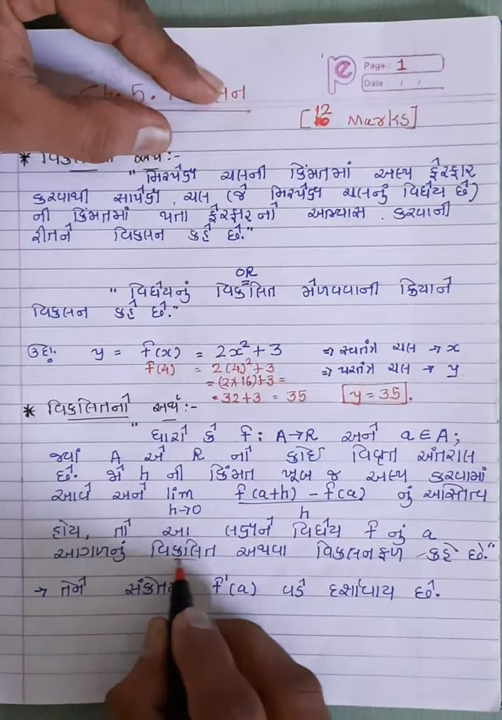 Page: 1
Date: / /
Ch. 5.
[12 Marks]
* અર્થ :-
"નિરપેક્ષ ચલની કિંમતમાં અલ્પ ફેરફાર
કરવાથી સાપેક્ષ ચલ (જે નિરપેક્ષ ચલનું વિધેય છે)
ની કિંમતમાં થતા ફેરફારનો અભ્યાસ કરવાની
રીતને વિકલન કહે છે."
OR
"વિધેયનું વિકલિત મેળવવાની ક્રિયાને
વિકલન કહે છે."
ઉદા: y = f(x) = 2x²+3 ⇒ સ્વતંત્ર ચલ → x
f(4) = 2(4)²+3 ⇒ પરતંત્ર ચલ → y
= (2×16)+3 =
= 32+3 = 35 y = 35.
* વિકલિતનો અર્થ :-
"ધારો કે f: A→R અને a∈A;
જ્યાં A એ R નો કોઈ વિવૃત અંતરાલ
છે. જો h ની કિંમત ખૂબ જ અલ્પ કરવામાં
આવે અને lim h→0 f(a+h) - f(a) / h નું અસ્તિત્વ
હોય, તો આ લક્ષને વિધેય f નું a
આગળનું વિકલિત અથવા વિકલનફળ કહે છે."
→ તેને f'(a) વડે દર્શાવાય છે.